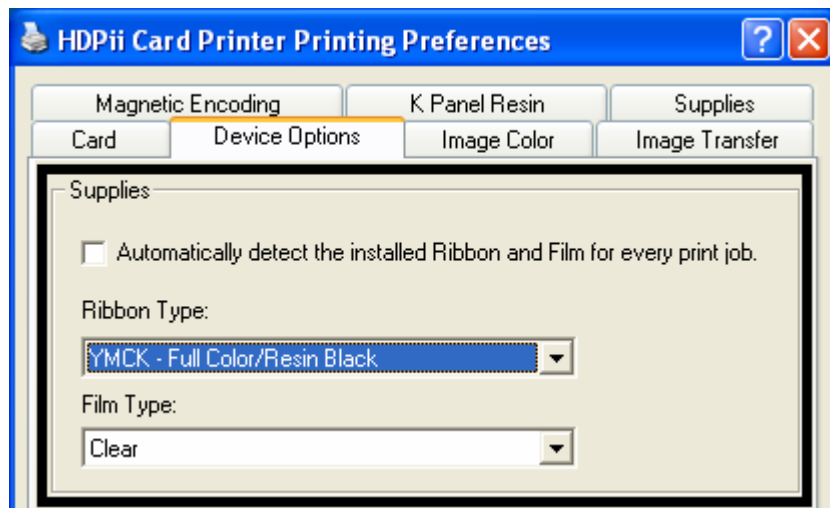 HDPii Card Printer Printing Preferences
Magnetic Encoding K Panel Resin Supplies
Card Device Options Image Color Image Transfer
Supplies
Automatically detect the installed Ribbon and Film for every print job.
Ribbon Type:
YMCK - Full Color/Resin Black
Film Type:
Clear